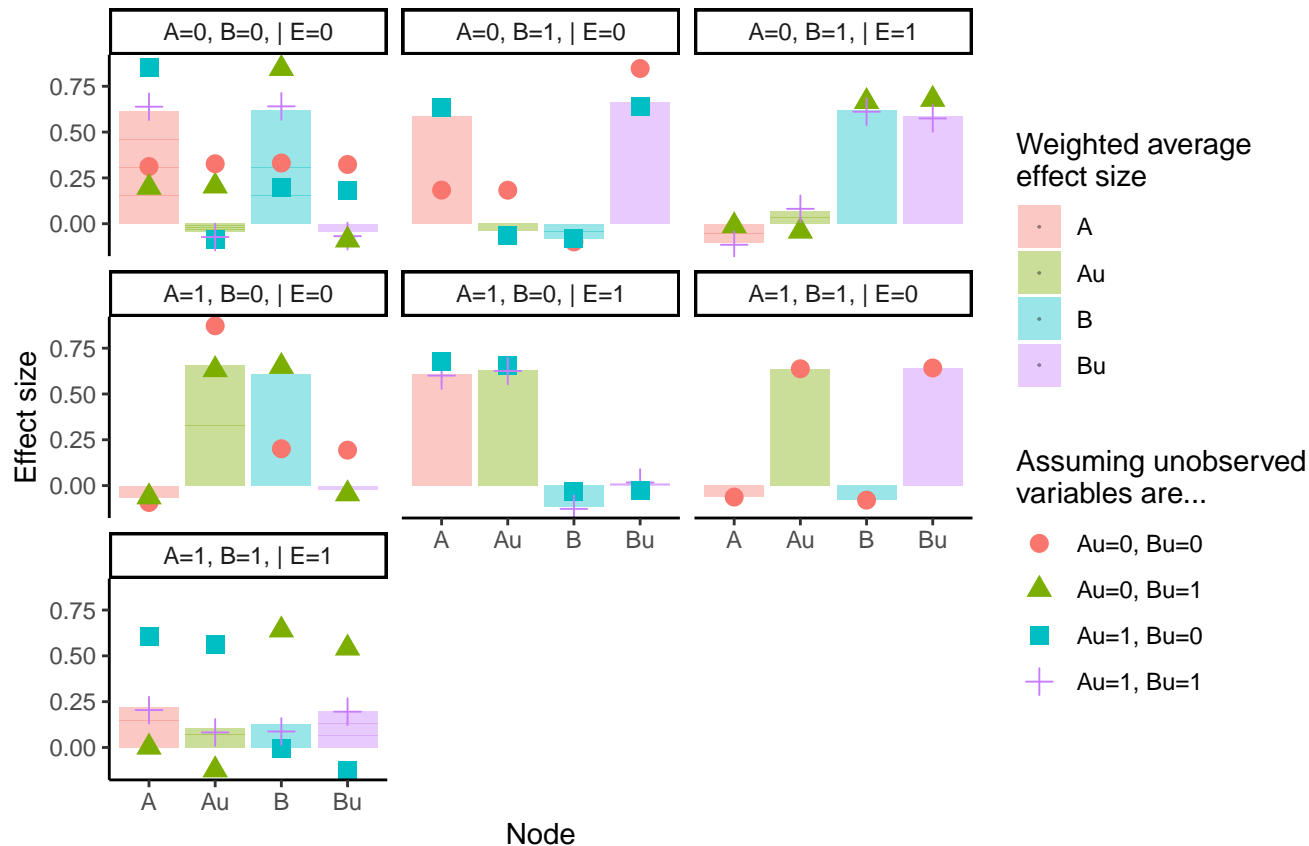 A=0, B=0, | E=0
A=0, B=1, | E=0
A=0, B=1, | E=1
0.75
0.50
0.25
0.00
A=1, B=0, | E=0
A=1, B=0, | E=1
A=1, B=1, | E=0
0.75
0.50
0.25
0.00
A
Au
B
Bu
A
Au
B
Bu
A=1, B=1, | E=1
0.75
0.50
0.25
0.00
A
Au
B
Bu
Effect size
Node
Weighted average
effect size
A
Au
B
Bu
Assuming unobserved
variables are...
Au=0, Bu=0
Au=0, Bu=1
Au=1, Bu=0
Au=1, Bu=1